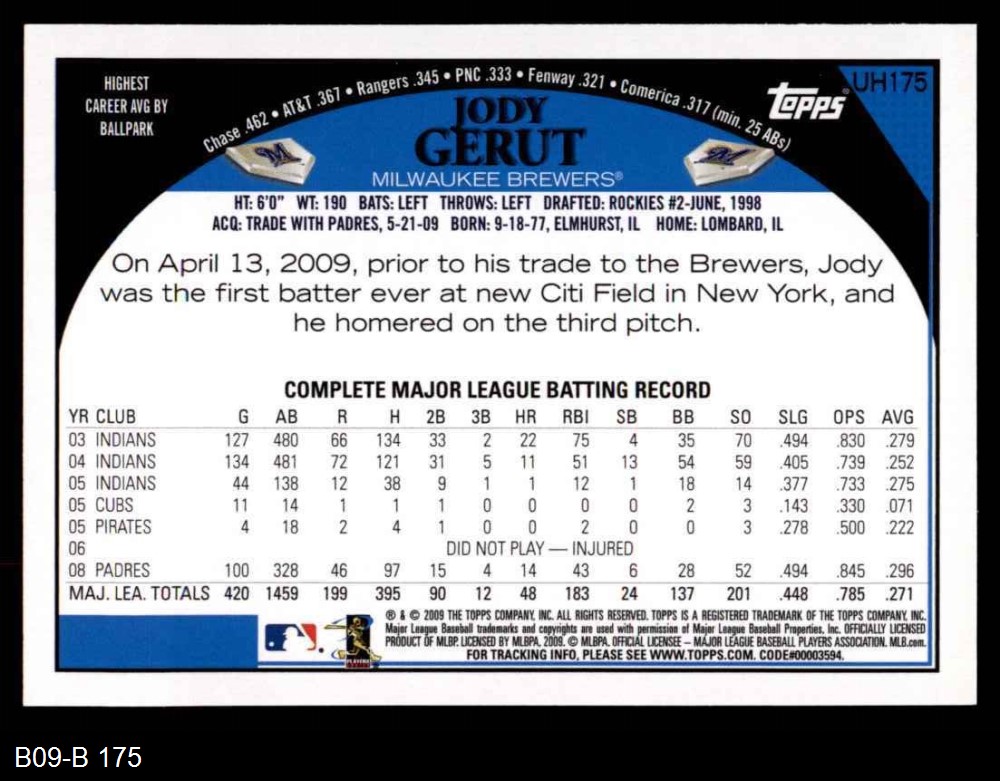 HIGHEST
CAREER AVG BY
BALLPARK
Chase .462 • AT&T .367 • Rangers .345 • PNC .333 • Fenway .321 • Comerica .317 (min. 25 ABs)
topps®
UH175
JODY
GERUT
MILWAUKEE BREWERS®
HT: 6'0" WT: 190 BATS: LEFT THROWS: LEFT DRAFTED: ROCKIES #2-JUNE, 1998
ACQ: TRADE WITH PADRES, 5-21-09 BORN: 9-18-77, ELMHURST, IL HOME: LOMBARD, IL
On April 13, 2009, prior to his trade to the Brewers, Jody
was the first batter ever at new Citi Field in New York, and
he homered on the third pitch.
COMPLETE MAJOR LEAGUE BATTING RECORD
YR CLUB G AB R H 2B 3B HR RBI SB BB SO SLG OPS AVG
03 INDIANS 127 480 66 134 33 2 22 75 4 35 70 .494 .830 .279
04 INDIANS 134 481 72 121 31 5 11 51 13 54 59 .405 .739 .252
05 INDIANS 44 138 12 38 9 1 1 12 1 18 14 .377 .733 .275
05 CUBS 11 14 1 1 1 0 0 0 0 2 3 .143 .330 .071
05 PIRATES 4 18 2 4 1 0 0 2 0 0 3 .278 .500 .222
06 DID NOT PLAY — INJURED
08 PADRES 100 328 46 97 15 4 14 43 6 28 52 .494 .845 .296
MAJ. LEA. TOTALS 420 1459 199 395 90 12 48 183 24 137 201 .448 .785 .271
® & © 2009 THE TOPPS COMPANY, INC. ALL RIGHTS RESERVED. TOPPS IS A REGISTERED TRADEMARK OF THE TOPPS COMPANY, INC.
Major League Baseball trademarks and copyrights are used with permission of Major League Baseball Properties, Inc. OFFICIALLY LICENSED
PRODUCT OF MLBP. LICENSED BY MLBPA, 2009. © MLBPA. OFFICIAL LICENSEE – MAJOR LEAGUE BASEBALL PLAYERS ASSOCIATION. MLB.com.
FOR TRACKING INFO, PLEASE SEE WWW.TOPPS.COM. CODE#00003594.
B09-B 175